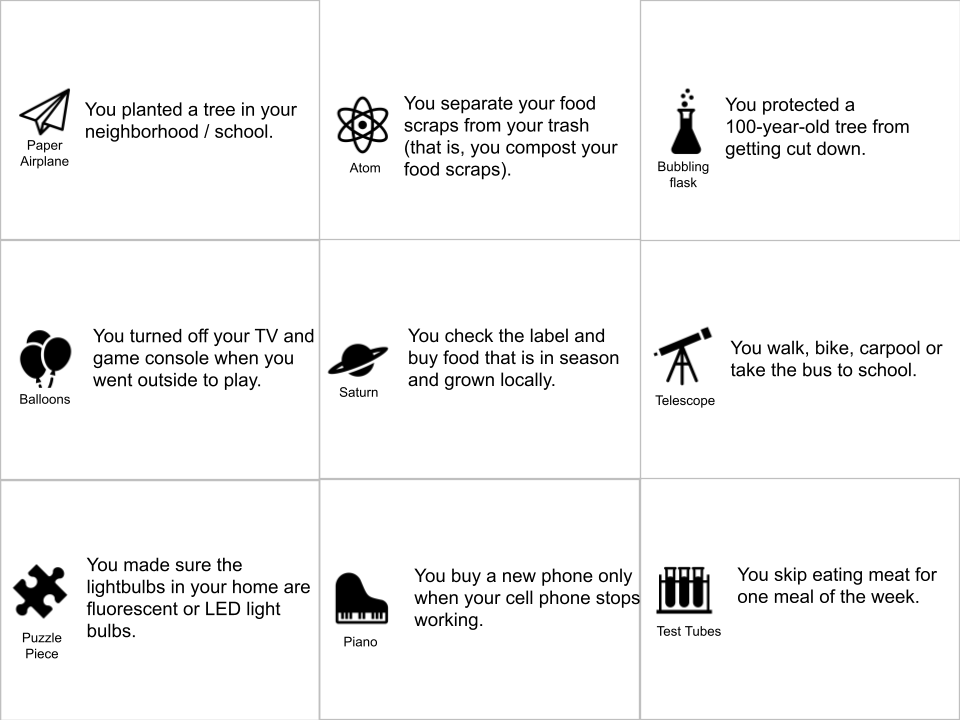 You planted a tree in your
neighborhood / school.
Paper
Airplane
You separate your food
scraps from your trash
(that is, you compost your
food scraps).
Atom
You protected a
100-year-old tree from
getting cut down.
Bubbling
flask
You turned off your TV and
game console when you
went outside to play.
Balloons
You check the label and
buy food that is in season
and grown locally.
Saturn
You walk, bike, carpool or
take the bus to school.
Telescope
You made sure the
lightbulbs in your home are
fluorescent or LED light
bulbs.
Puzzle
Piece
You buy a new phone only
when your cell phone stops
working.
Piano
You skip eating meat for
one meal of the week.
Test Tubes